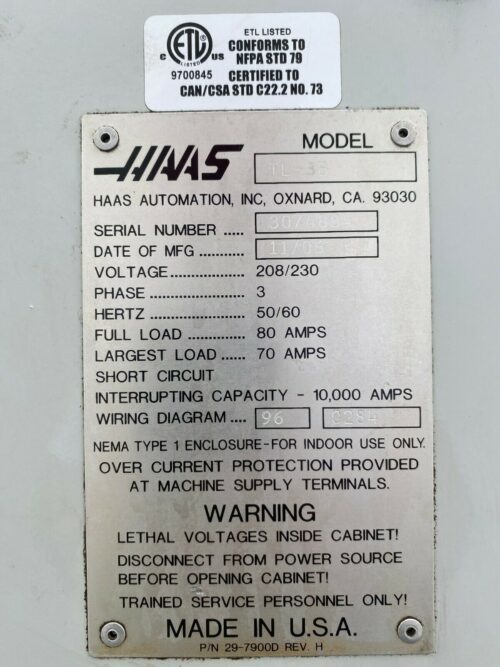 ETL LISTED
CONFORMS TO
NFPA STD 79
CERTIFIED TO
CAN/CSA STD C22.2 NO. 73
C ETL US
LISTED
9700845
HAAS
MODEL
HAAS AUTOMATION, INC, OXNARD, CA. 93030
SERIAL NUMBER .....
DATE OF MFG ............
VOLTAGE.................. 208/230
PHASE ...................... 3
HERTZ ...................... 50/60
FULL LOAD .............. 80 AMPS
LARGEST LOAD ...... 70 AMPS
SHORT CIRCUIT
INTERRUPTING CAPACITY - 10,000 AMPS
WIRING DIAGRAM .... 96 0284
NEMA TYPE 1 ENCLOSURE-FOR INDOOR USE ONLY.
OVER CURRENT PROTECTION PROVIDED
AT MACHINE SUPPLY TERMINALS.
WARNING
LETHAL VOLTAGES INSIDE CABINET!
DISCONNECT FROM POWER SOURCE
BEFORE OPENING CABINET!
TRAINED SERVICE PERSONNEL ONLY!
MADE IN U.S.A.
P/N 29-7900D REV. H